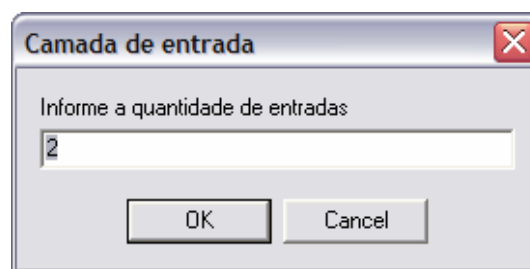 Camada de entrada
Informe a quantidade de entradas
2
OK
Cancel